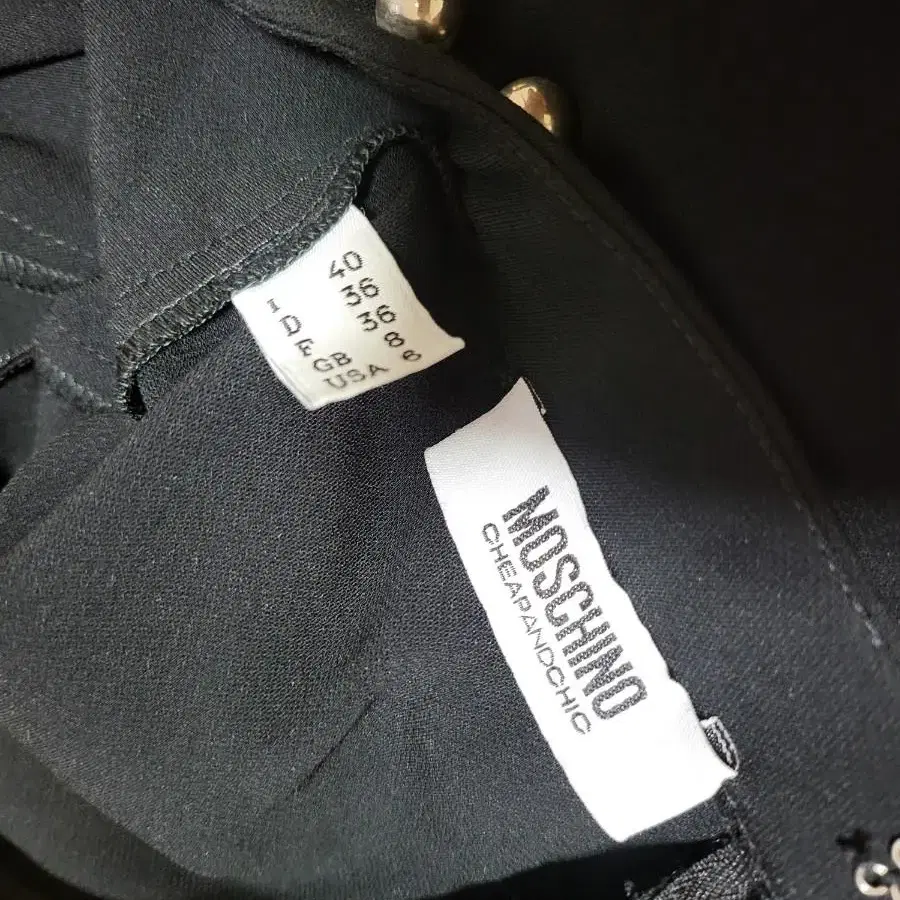 I 40
D 36
F 36
GB 8
USA 6
MOSCHINO
CHEAPANDCHIC